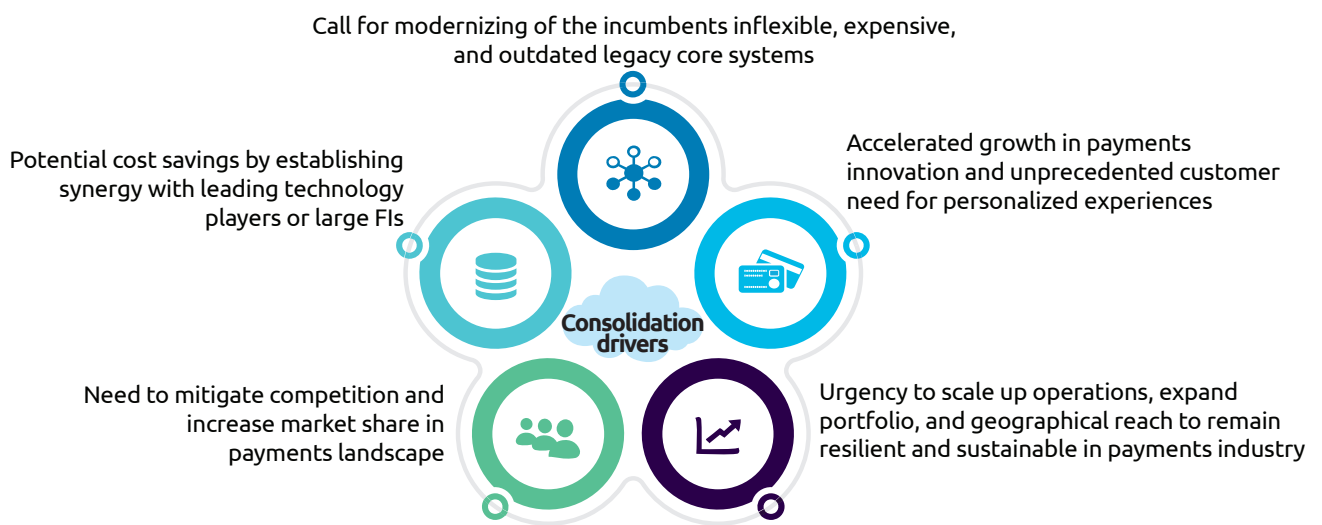 Call for modernizing of the incumbents inflexible, expensive,
and outdated legacy core systems
Potential cost savings by establishing
synergy with leading technology
players or large FIs
Accelerated growth in payments
innovation and unprecedented customer
need for personalized experiences
Consolidation
drivers
Need to mitigate competition and
increase market share in
payments landscape
Urgency to scale up operations, expand
portfolio, and geographical reach to remain
resilient and sustainable in payments industry